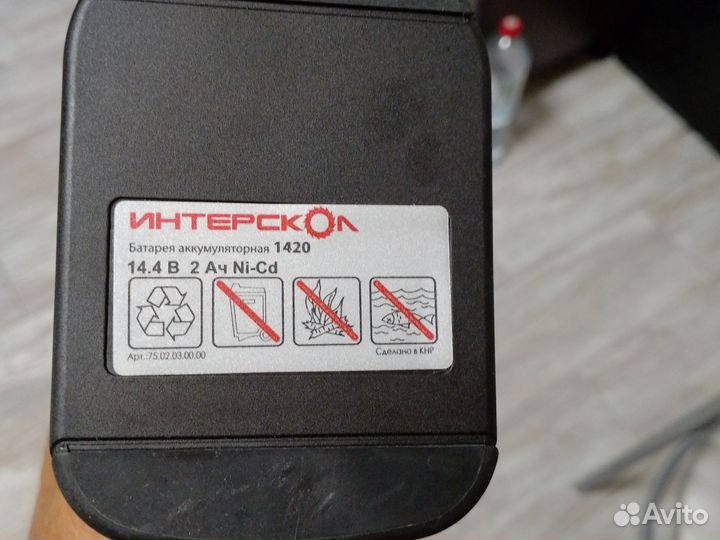 ИНТЕРСКОЛ
Батарея аккумуляторная 1420
14.4 В 2 Ач Ni-Cd
Арт.:75.02.03.00.00 Сделано в КНР
Avito